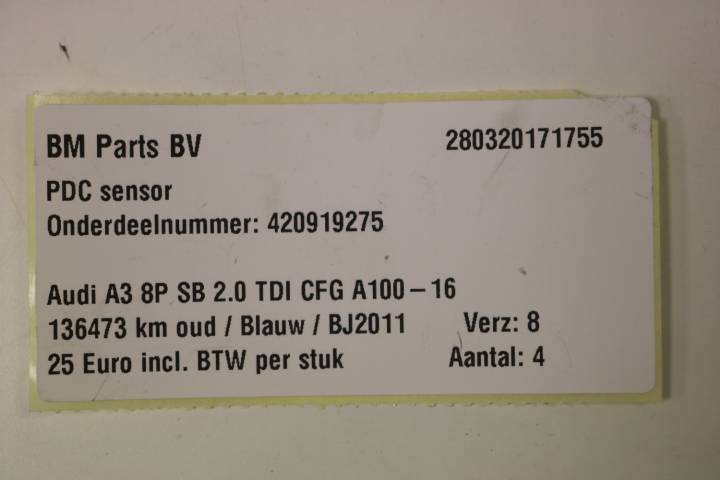 BM Parts BV 280320171755
PDC sensor
Onderdeelnummer: 420919275
Audi A3 8P SB 2.0 TDI CFG A100–16
136473 km oud / Blauw / BJ2011 Verz: 8
25 Euro incl. BTW per stuk Aantal: 4